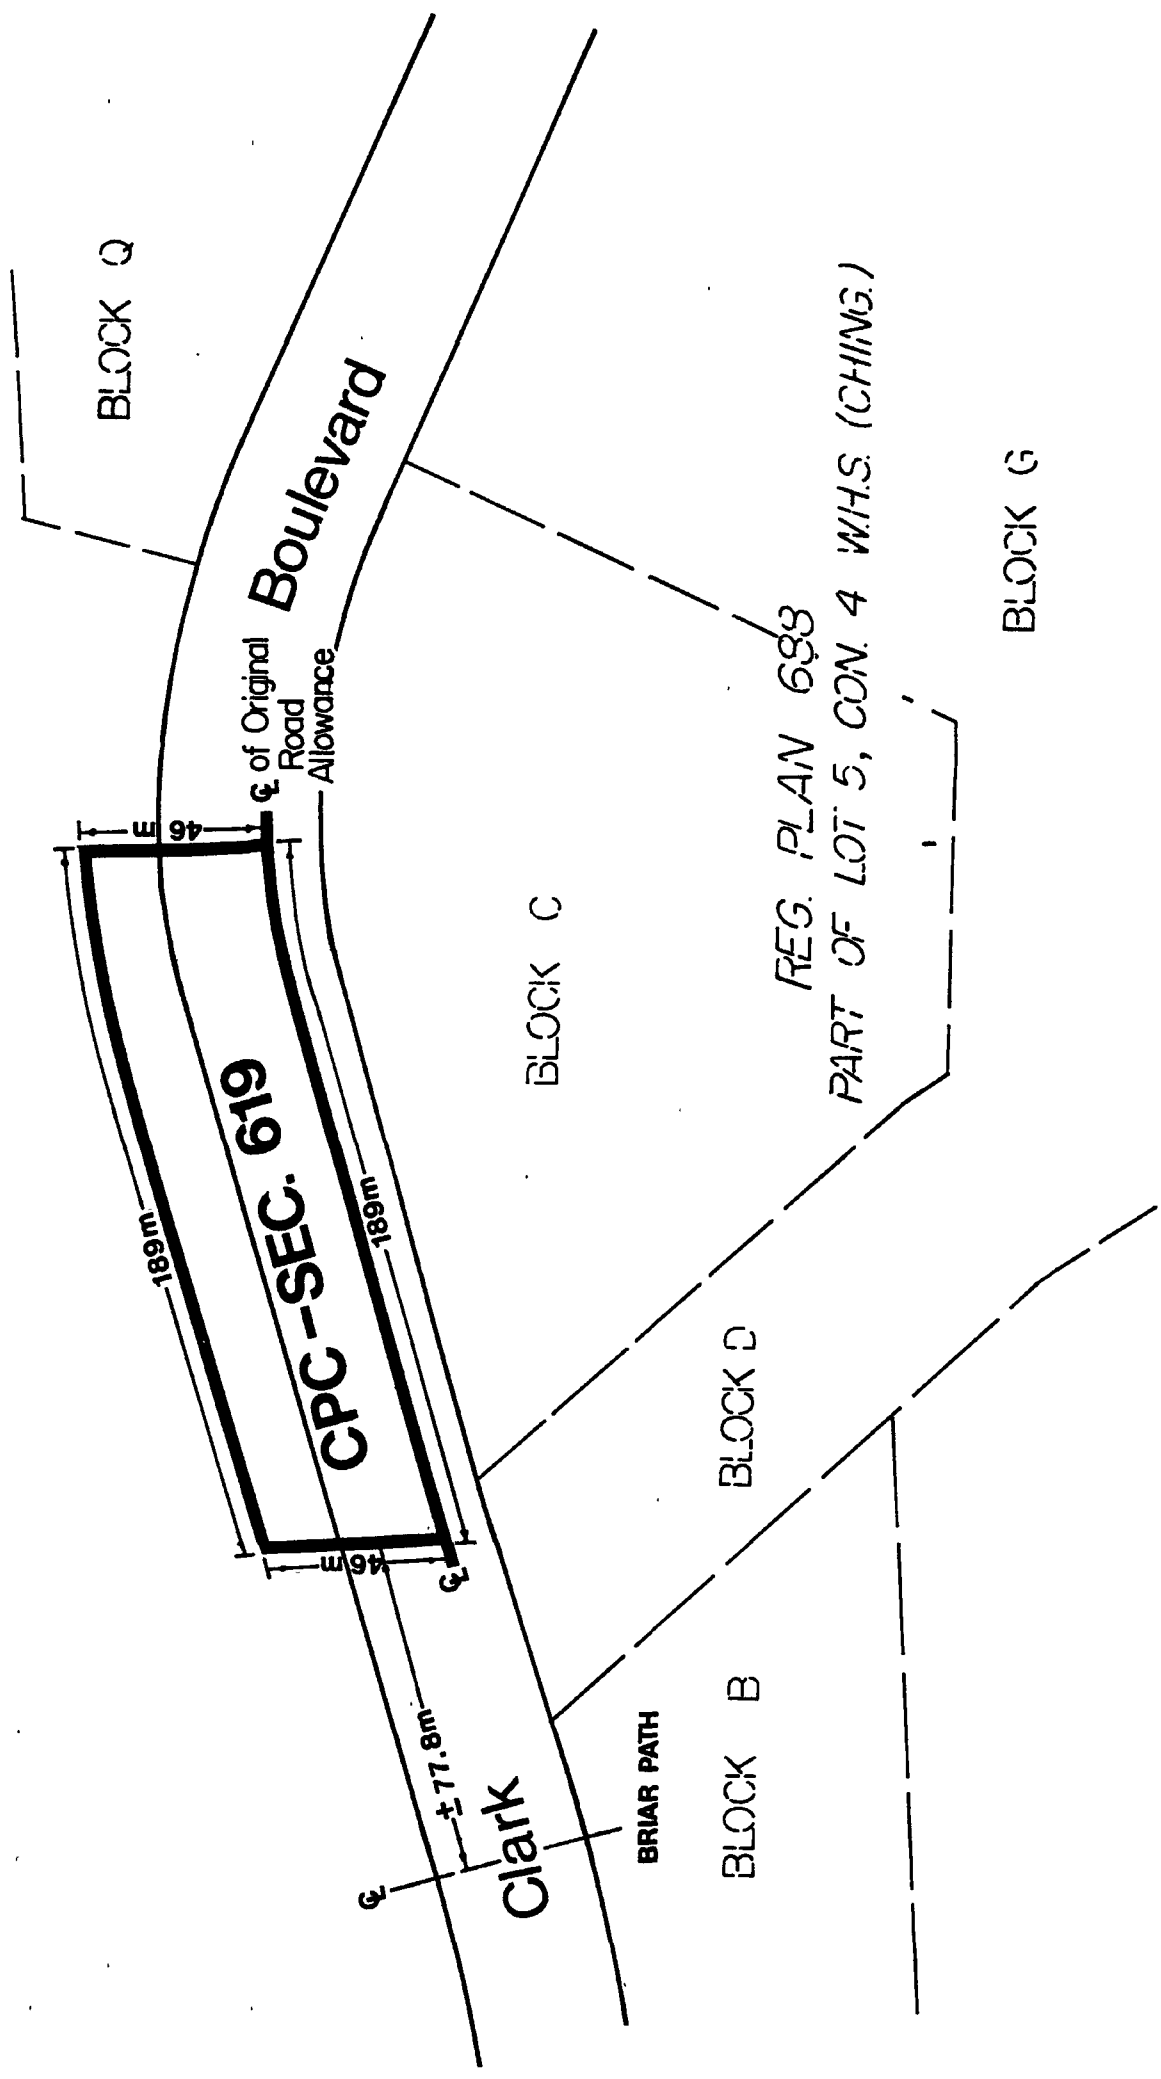 BLOCK Q
Clark Boulevard
℄ of Original
Road
Allowance
46 m
189m
CPC-SEC. 619
189m
46 m
℄
±77.8m
℄
BRIAR PATH
BLOCK C
BLOCK D
BLOCK B
REG. PLAN 688
PART OF LOT 5, CON. 4 W.H.S. (CHING.)
BLOCK G